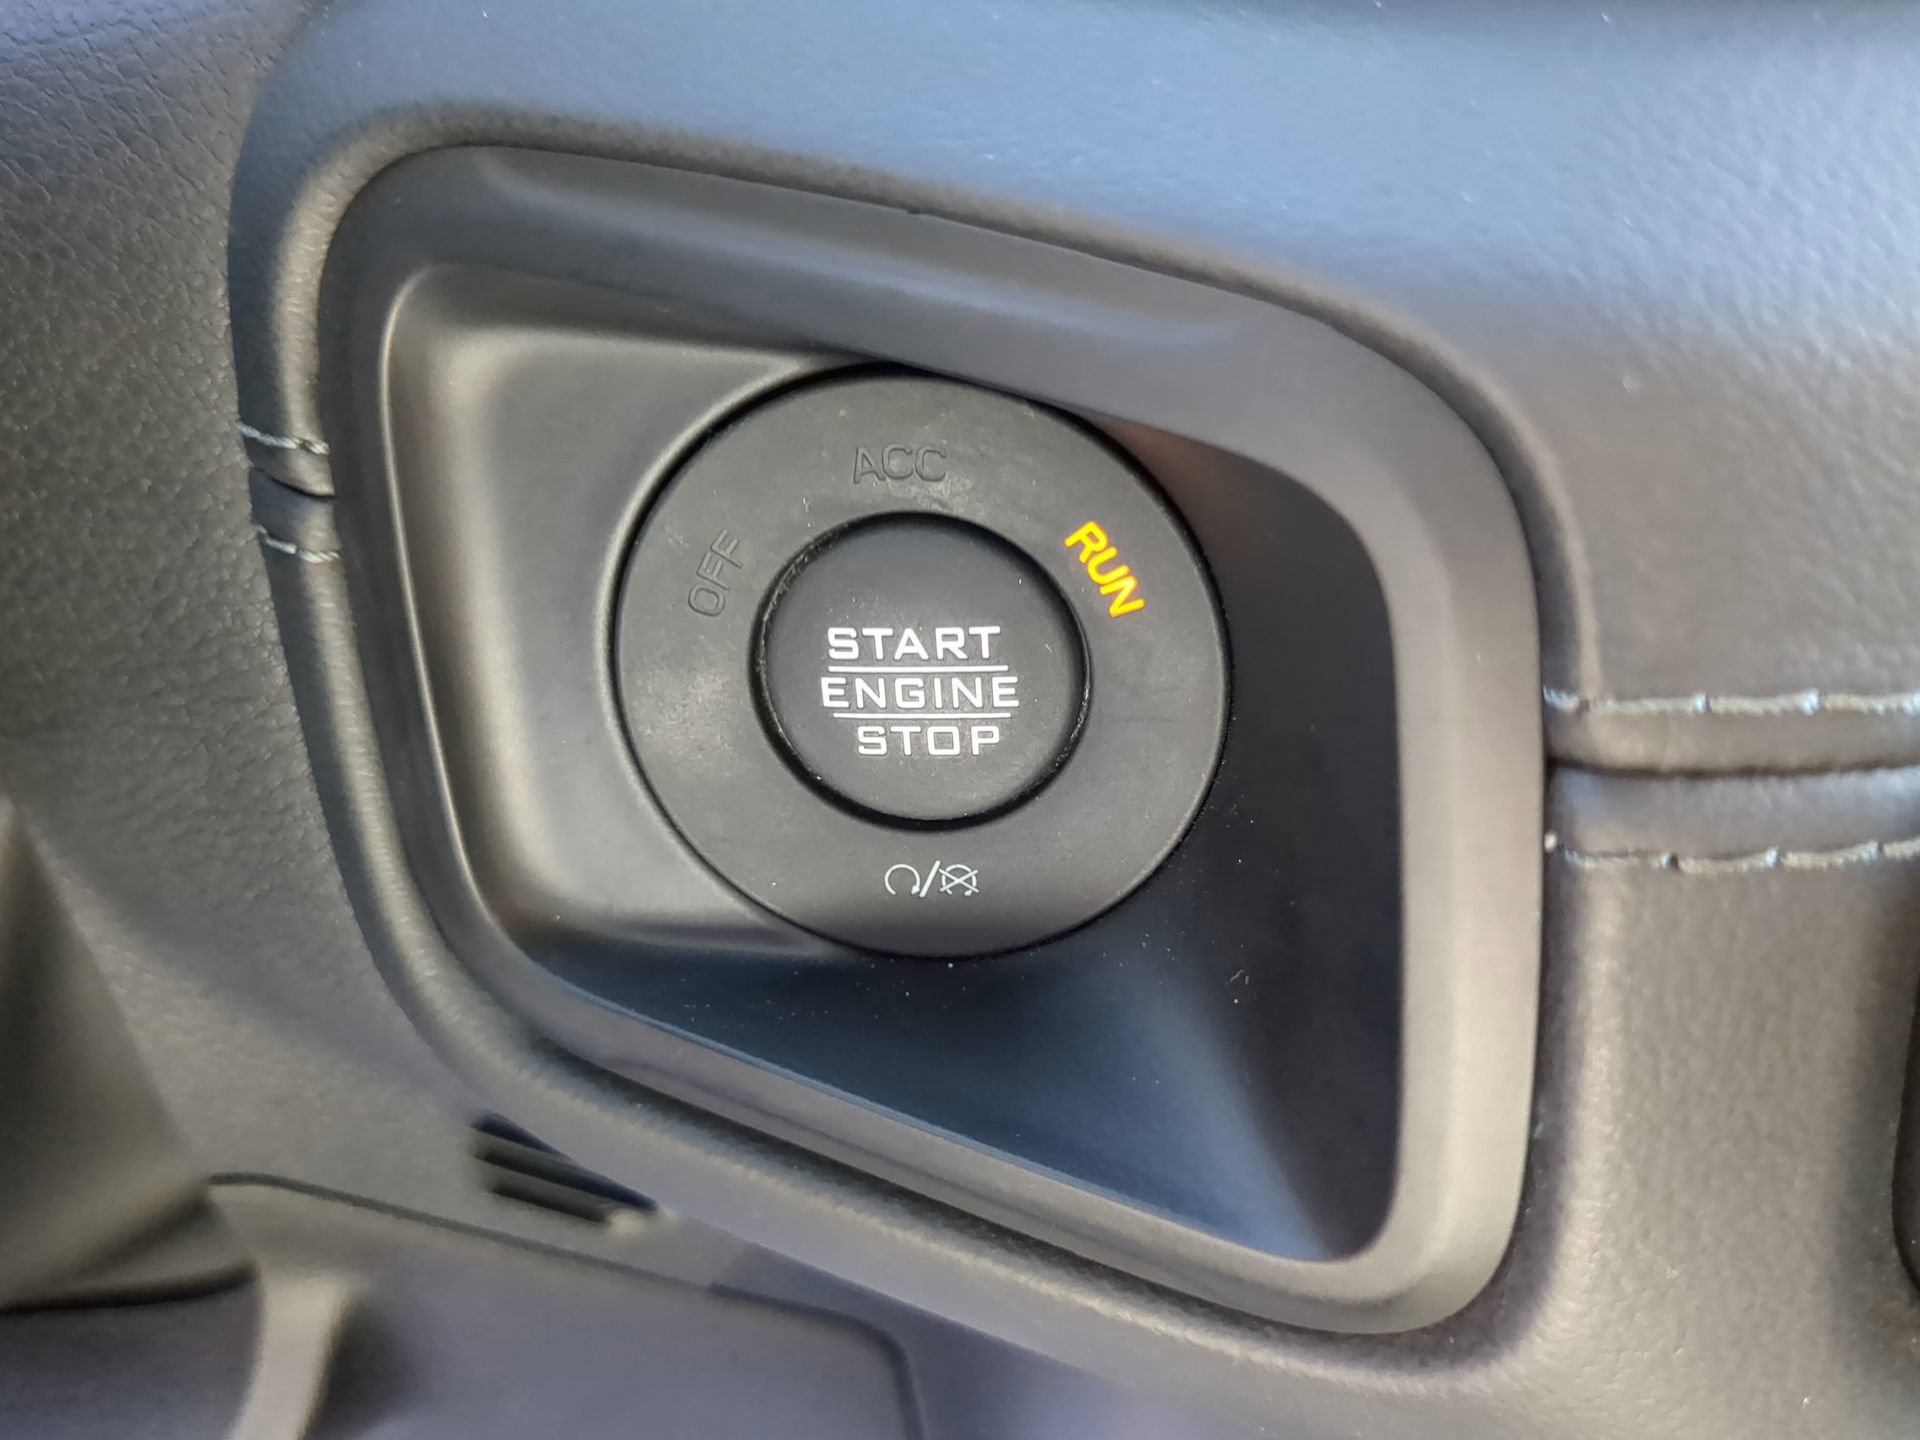 ACC
OFF
RUN
START
ENGINE
STOP